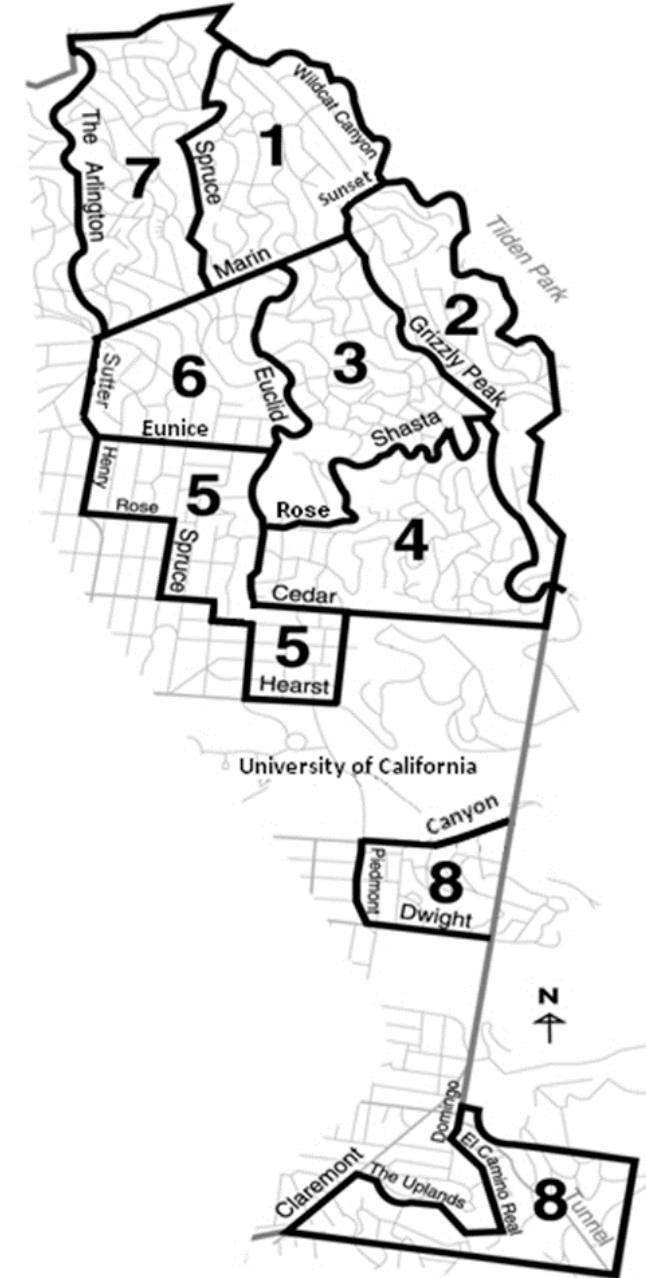 Wildcat Canyon
The Arlington
7
Spruce
1
Sunset
Marin
Tilden Park
2
Grizzly Peak
Sutter
6
Euclid
3
Eunice
Shasta
Henry
Rose
5
Spruce
Rose
4
Cedar
5
Hearst
University of California
Canyon
Piedmont
8
Dwight
N
Domingo
El Camino Real
Claremont
The Uplands
8
Tunnel